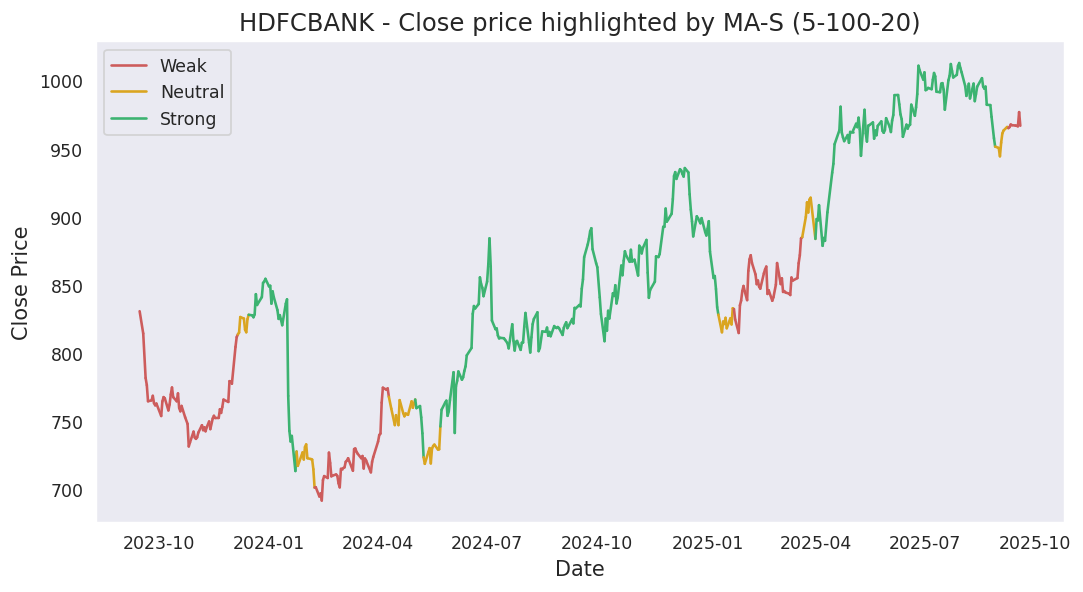 HDFCBANK - Close price highlighted by MA-S (5-100-20)
Weak
Neutral
Strong
Close Price
1000
950
900
850
800
750
700
2023-10
2024-01
2024-04
2024-07
2024-10
2025-01
2025-04
2025-07
2025-10
Date